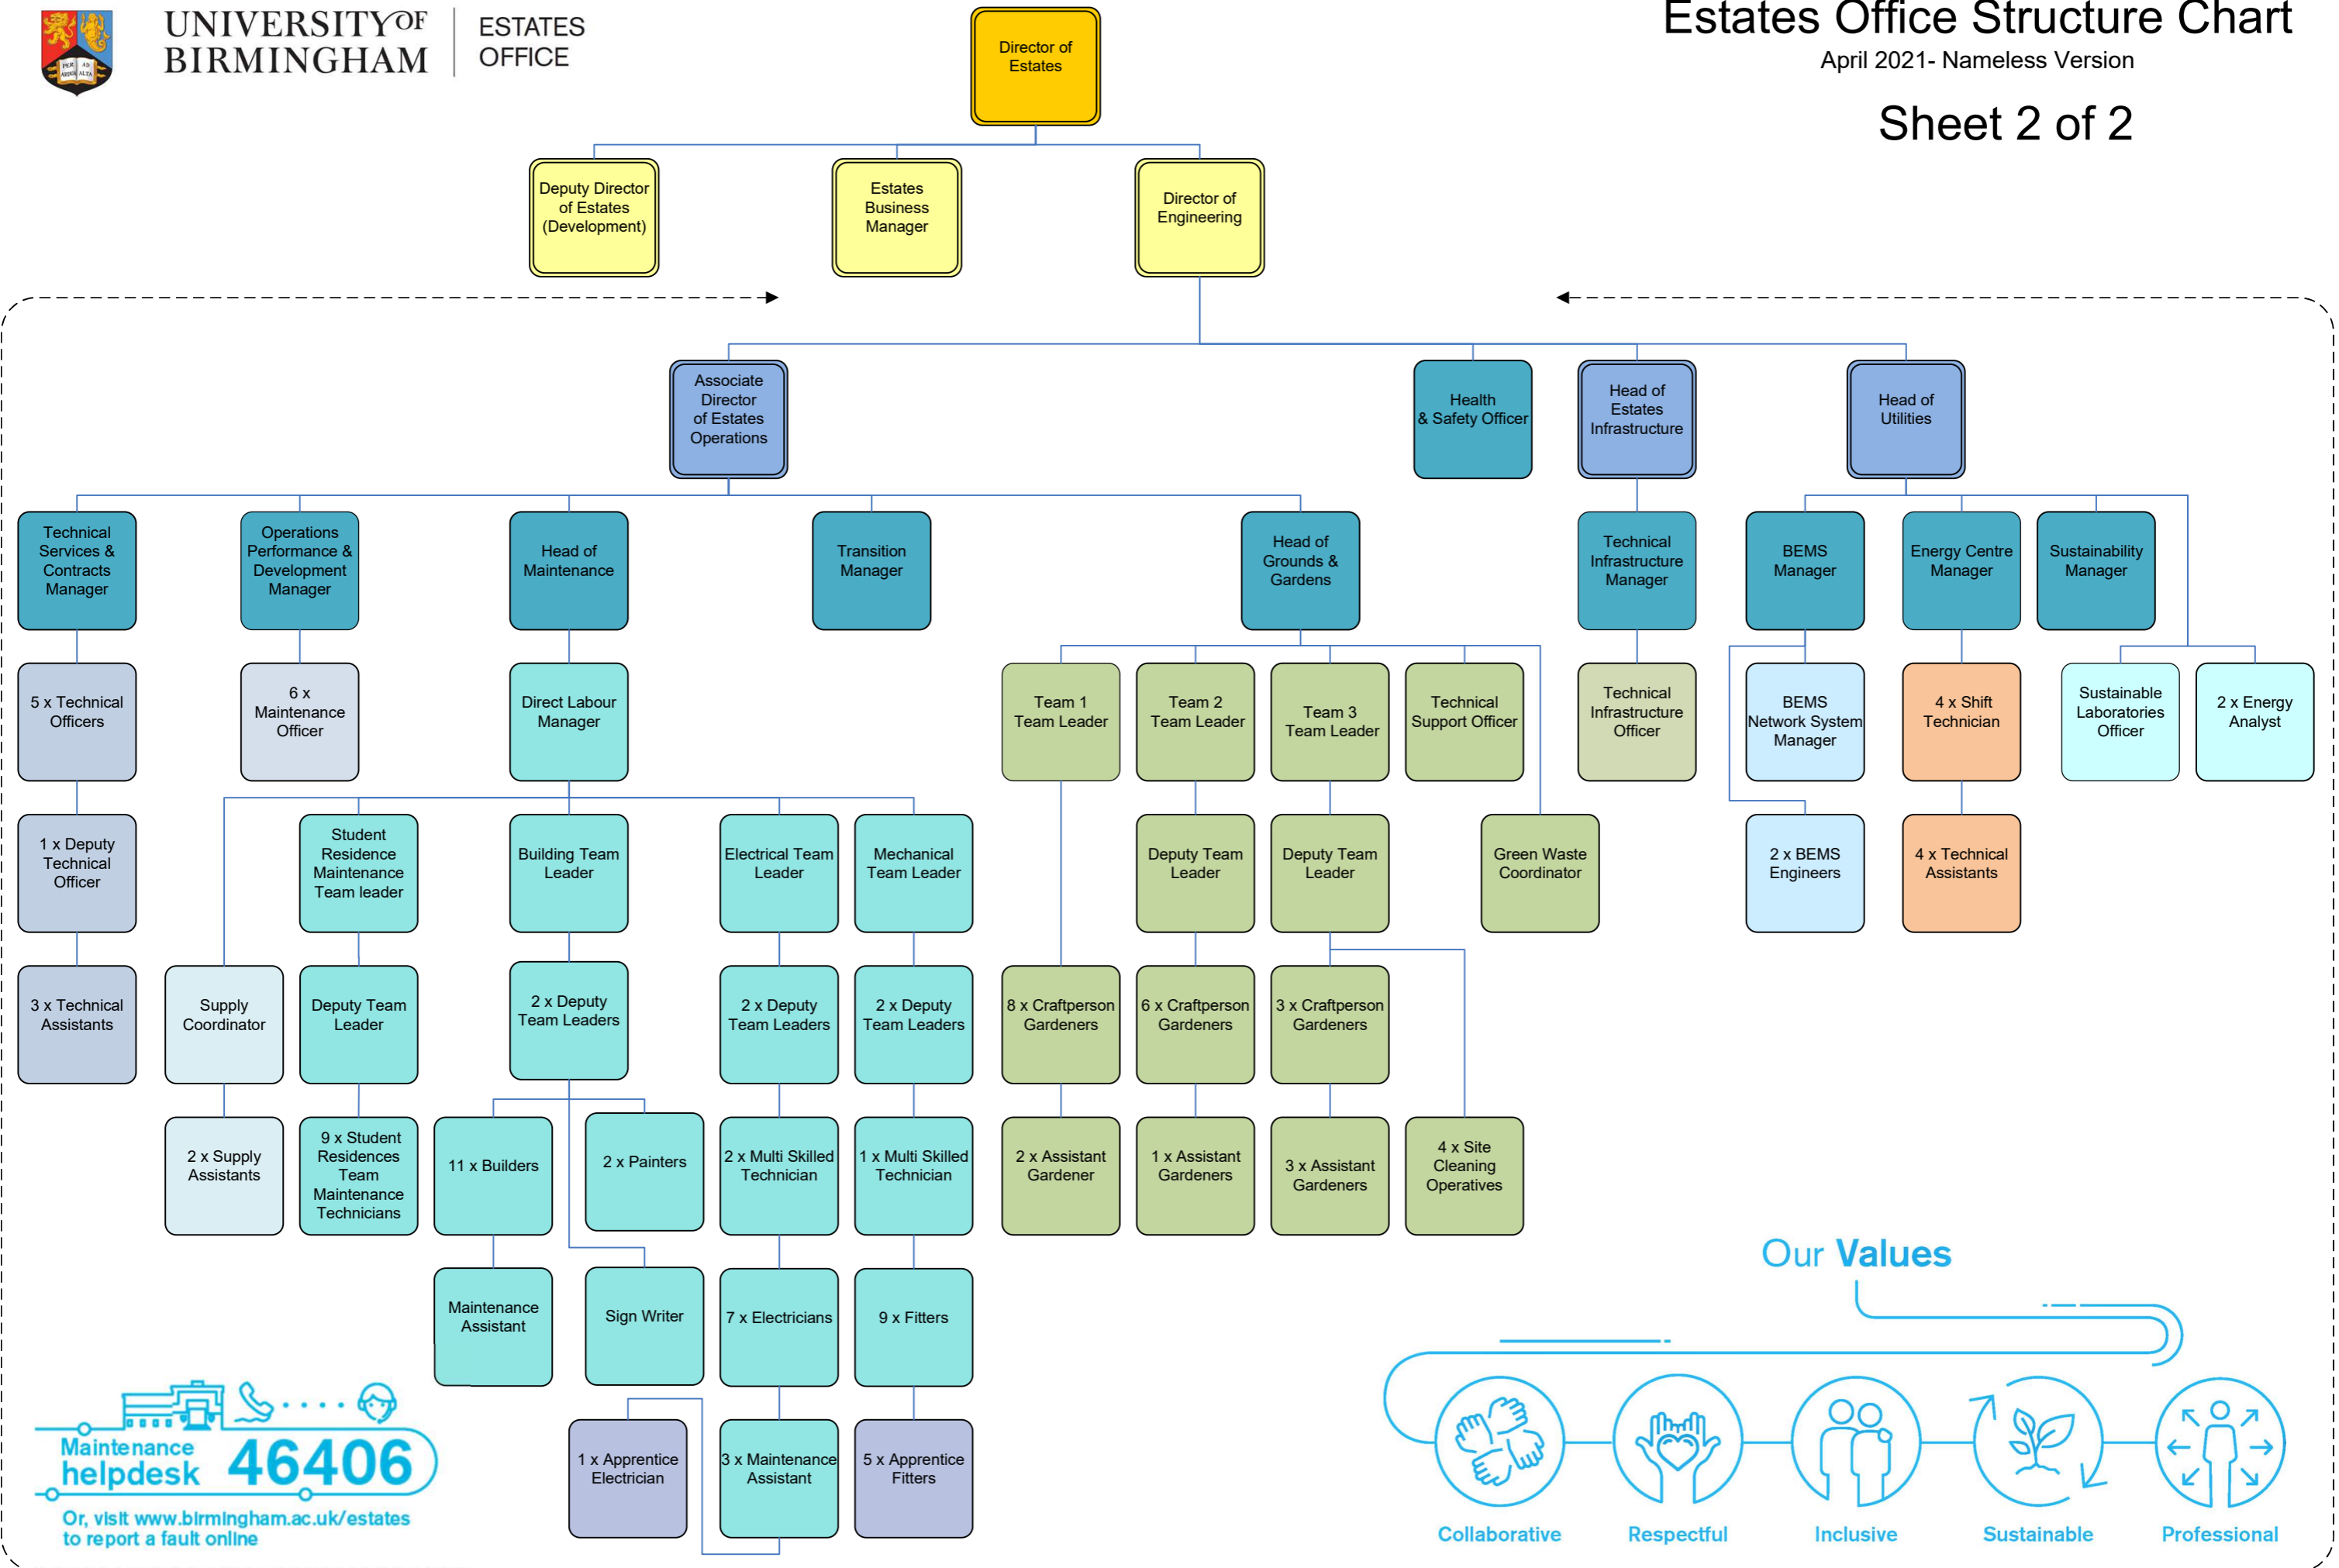 UNIVERSITY OF
BIRMINGHAM
ESTATES
OFFICE
PER AD
ARDUA ALTA
Estates Office Structure Chart
April 2021- Nameless Version
Sheet 2 of 2
Director of
Estates
Deputy Director
of Estates
(Development)
Estates
Business
Manager
Director of
Engineering
Associate
Director
of Estates
Operations
Health
& Safety Officer
Head of
Estates
Infrastructure
Head of
Utilities
Technical
Services &
Contracts
Manager
Operations
Performance &
Development
Manager
Head of
Maintenance
Transition
Manager
Head of
Grounds &
Gardens
Technical
Infrastructure
Manager
BEMS
Manager
Energy Centre
Manager
Sustainability
Manager
5 x Technical
Officers
6 x
Maintenance
Officer
Direct Labour
Manager
Team 1
Team Leader
Team 2
Team Leader
Team 3
Team Leader
Technical
Support Officer
Technical
Infrastructure
Officer
BEMS
Network System
Manager
4 x Shift
Technician
Sustainable
Laboratories
Officer
2 x Energy
Analyst
1 x Deputy
Technical
Officer
Student
Residence
Maintenance
Team leader
Building Team
Leader
Electrical Team
Leader
Mechanical
Team Leader
Deputy Team
Leader
Deputy Team
Leader
Green Waste
Coordinator
2 x BEMS
Engineers
4 x Technical
Assistants
3 x Technical
Assistants
Supply
Coordinator
Deputy Team
Leader
2 x Deputy
Team Leaders
2 x Deputy
Team Leaders
2 x Deputy
Team Leaders
8 x Craftperson
Gardeners
6 x Craftperson
Gardeners
3 x Craftperson
Gardeners
2 x Supply
Assistants
9 x Student
Residences
Team
Maintenance
Technicians
11 x Builders
2 x Painters
2 x Multi Skilled
Technician
1 x Multi Skilled
Technician
2 x Assistant
Gardener
1 x Assistant
Gardeners
3 x Assistant
Gardeners
4 x Site
Cleaning
Operatives
Maintenance
Assistant
Sign Writer
7 x Electricians
9 x Fitters
1 x Apprentice
Electrician
3 x Maintenance
Assistant
5 x Apprentice
Fitters
Maintenance
helpdesk 46406
Or, visit www.birmingham.ac.uk/estates
to report a fault online
Our Values
Collaborative
Respectful
Inclusive
Sustainable
Professional